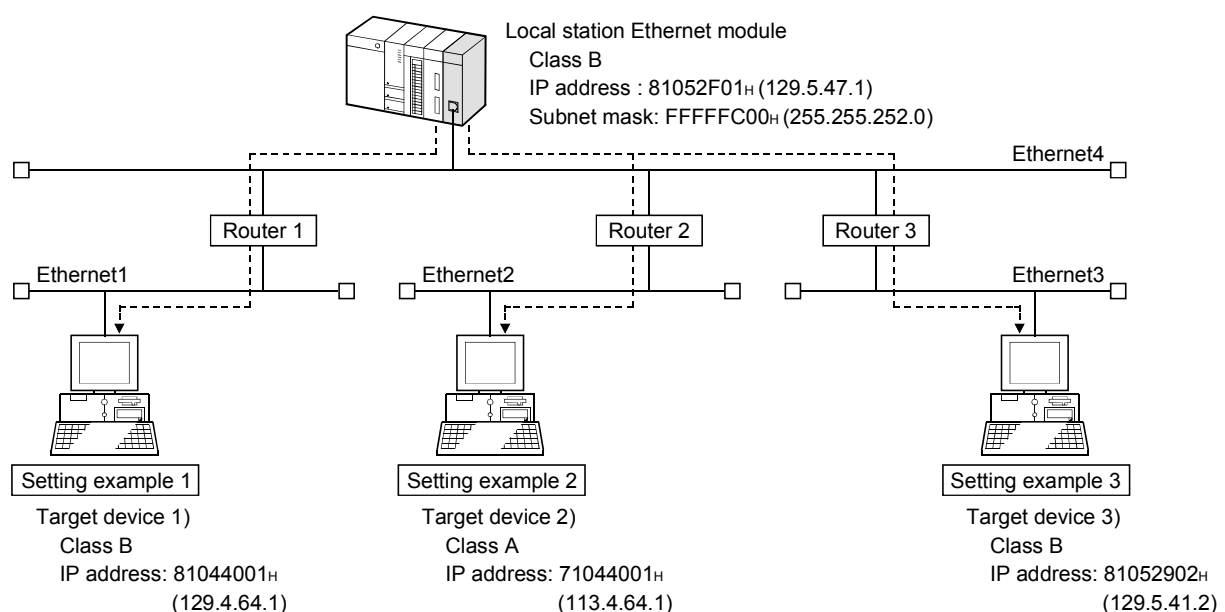 Local station Ethernet module
Class B
IP address : 81052F01H (129.5.47.1)
Subnet mask: FFFFFC00H (255.255.252.0)
Ethernet4
Router 1
Router 2
Router 3
Ethernet1
Ethernet2
Ethernet3
Setting example 1
Target device 1)
Class B
IP address: 81044001H
(129.4.64.1)
Setting example 2
Target device 2)
Class A
IP address: 71044001H
(113.4.64.1)
Setting example 3
Target device 3)
Class B
IP address: 81052902H
(129.5.41.2)